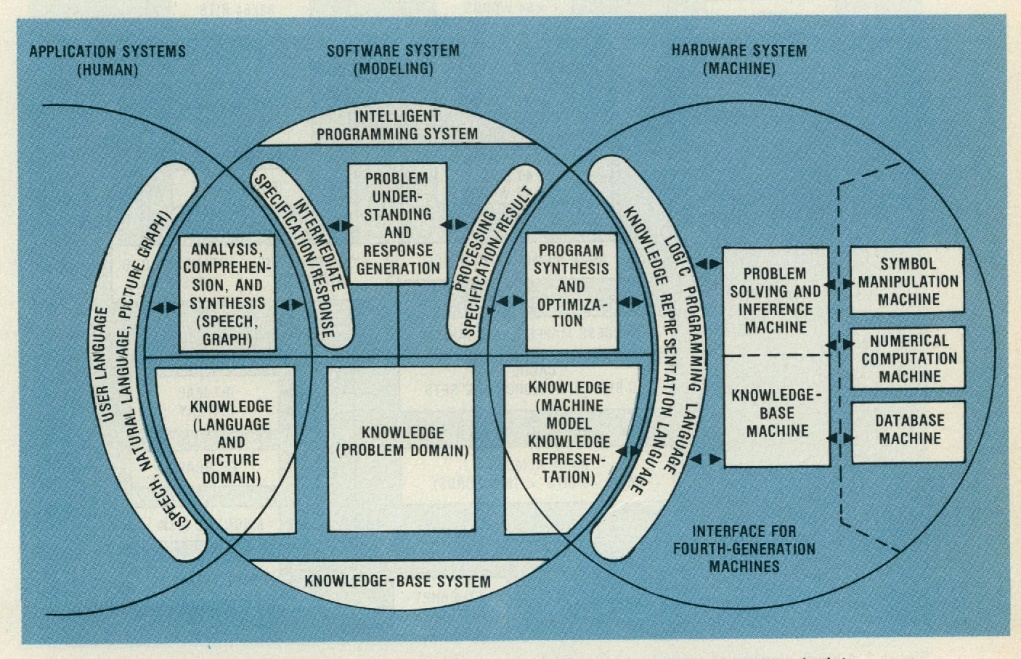 APPLICATION SYSTEMS
(HUMAN)
SOFTWARE SYSTEM
(MODELING)
HARDWARE SYSTEM
(MACHINE)
INTELLIGENT
PROGRAMMING SYSTEM
USER LANGUAGE
(SPEECH, NATURAL LANGUAGE, PICTURE GRAPH)
ANALYSIS,
COMPREHEN-
SION, AND
SYNTHESIS
(SPEECH,
GRAPH)
INTERMEDIATE
SPECIFICATION/RESPONSE
PROBLEM
UNDER-
STANDING
AND
RESPONSE
GENERATION
PROCESSING
SPECIFICATION/RESULT
PROGRAM
SYNTHESIS
AND
OPTIMIZA-
TION
LOGIC PROGRAMMING LANGUAGE
KNOWLEDGE REPRESENTATION LANGUAGE
PROBLEM
SOLVING AND
INFERENCE
MACHINE
KNOWLEDGE-
BASE
MACHINE
SYMBOL
MANIPULATION
MACHINE
NUMERICAL
COMPUTATION
MACHINE
DATABASE
MACHINE
KNOWLEDGE
(LANGUAGE
AND
PICTURE
DOMAIN)
KNOWLEDGE
(PROBLEM DOMAIN)
KNOWLEDGE
(MACHINE
MODEL
KNOWLEDGE
REPRESEN-
TATION)
INTERFACE FOR
FOURTH-GENERATION
MACHINES
KNOWLEDGE-BASE SYSTEM